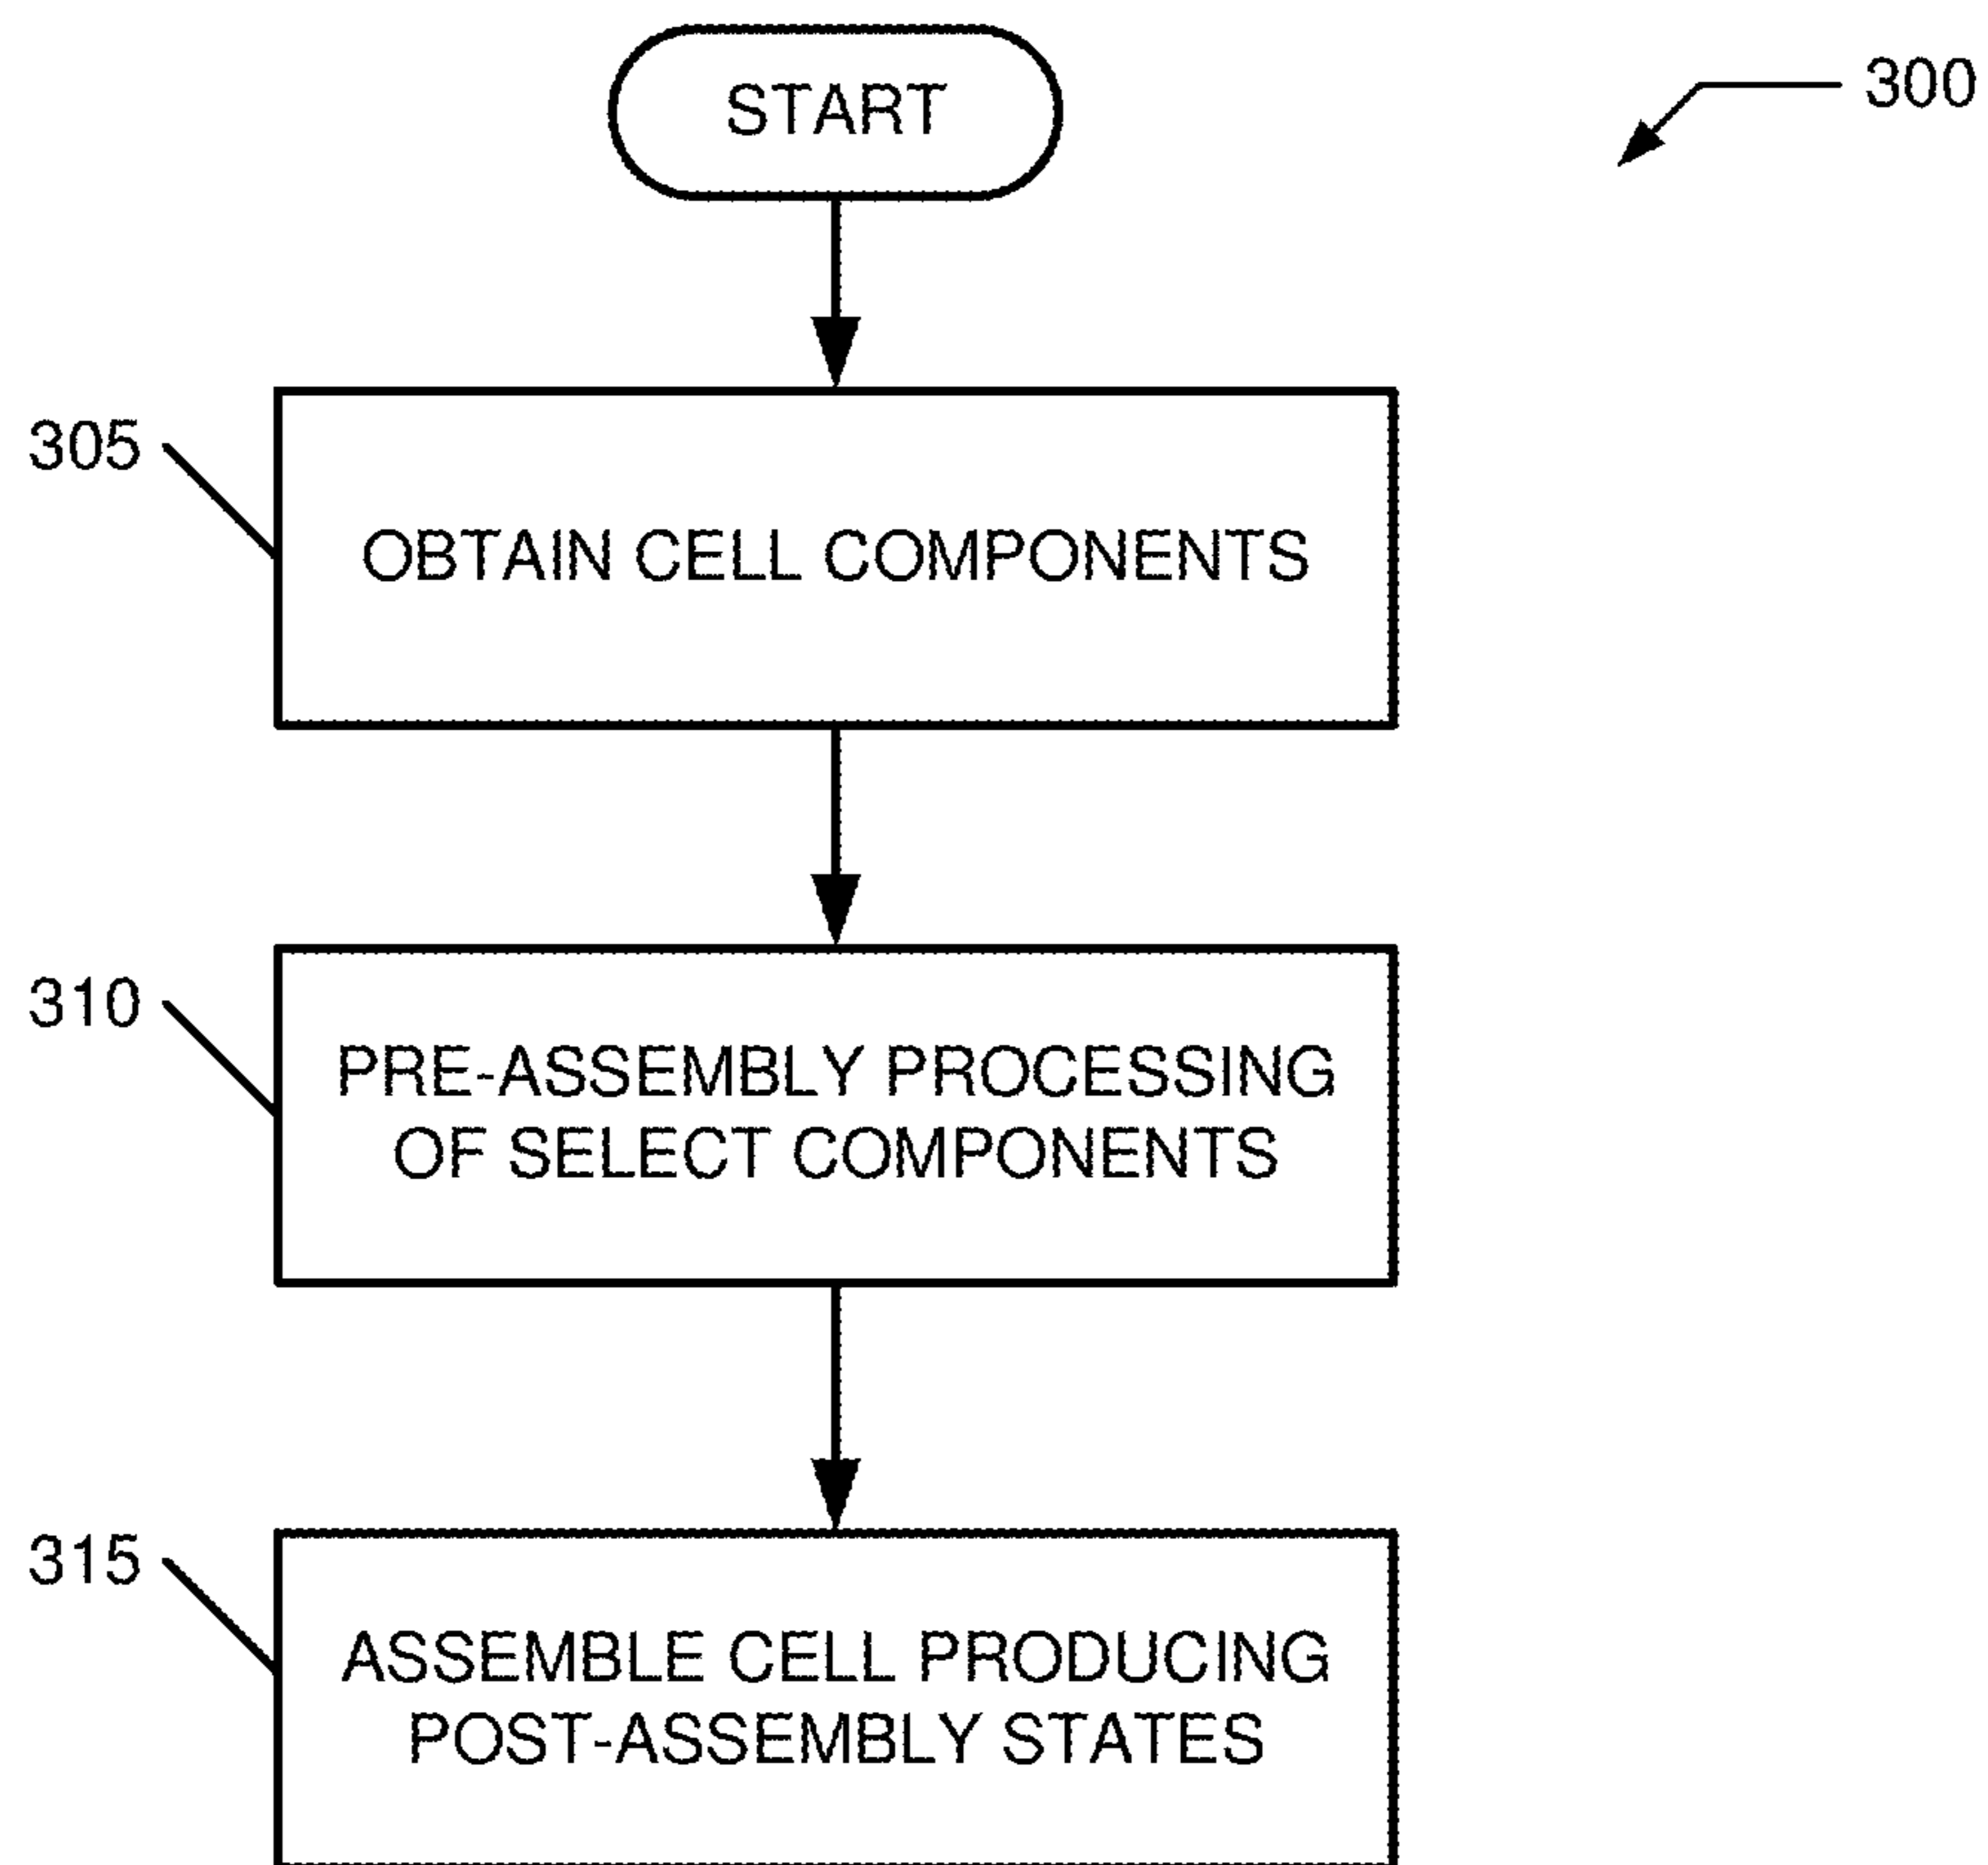 START
300
305
OBTAIN CELL COMPONENTS
310
PRE-ASSEMBLY PROCESSING
OF SELECT COMPONENTS
315
ASSEMBLE CELL PRODUCING
POST-ASSEMBLY STATES